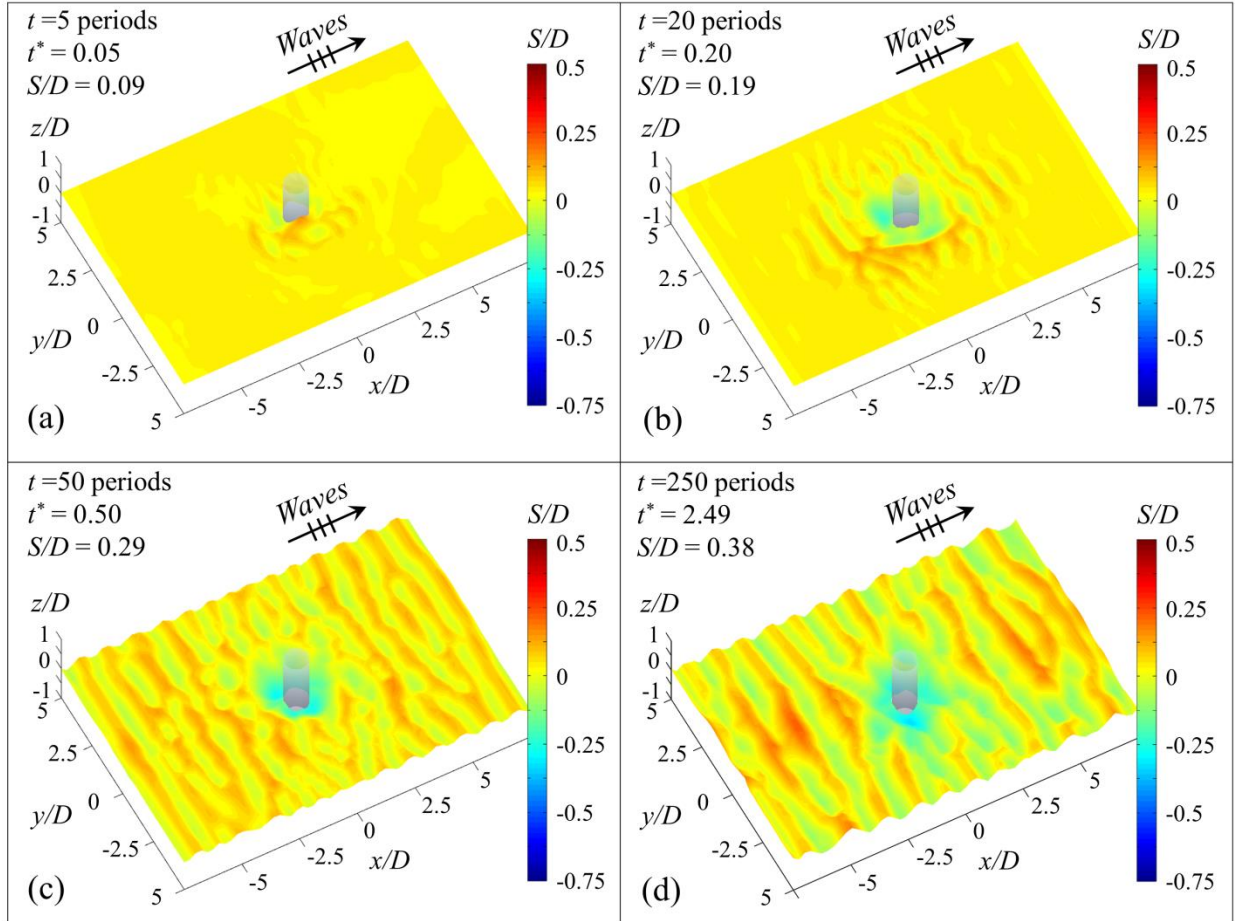 t =5 periods
t* = 0.05
S/D = 0.09
Waves
S/D
0.5
0.25
0
-0.25
-0.5
-0.75
z/D
1
0
-1
5
2.5
0
-2.5
5
y/D
-5
-2.5
0
2.5
5
x/D
(a)
t =20 periods
t* = 0.20
S/D = 0.19
Waves
S/D
0.5
0.25
0
-0.25
-0.5
-0.75
z/D
1
0
-1
5
2.5
0
-2.5
5
y/D
-5
-2.5
0
2.5
5
x/D
(b)
t =50 periods
t* = 0.50
S/D = 0.29
Waves
S/D
0.5
0.25
0
-0.25
-0.5
-0.75
z/D
1
0
-1
5
2.5
0
-2.5
5
y/D
-5
-2.5
0
2.5
5
x/D
(c)
t =250 periods
t* = 2.49
S/D = 0.38
Waves
S/D
0.5
0.25
0
-0.25
-0.5
-0.75
z/D
1
0
-1
5
2.5
0
-2.5
5
y/D
-5
-2.5
0
2.5
5
x/D
(d)